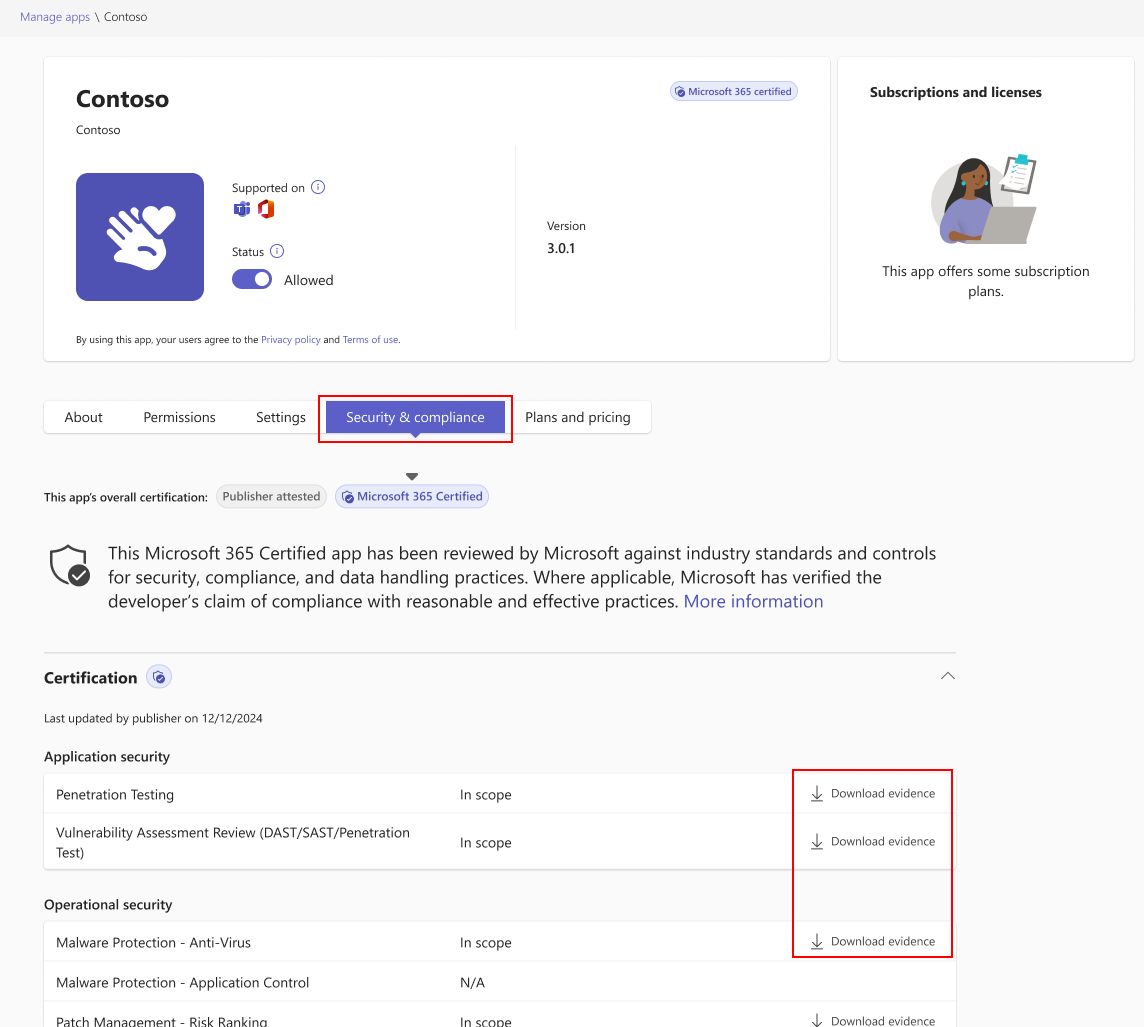 Manage apps \ Contoso
Contoso
Microsoft 365 certified
Contoso
Supported on
Status
Allowed
Version
3.0.1
By using this app, your users agree to the Privacy policy and Terms of use.
Subscriptions and licenses
This app offers some subscription
plans.
About Permissions Settings Security & compliance Plans and pricing
This app's overall certification: Publisher attested Microsoft 365 Certified
This Microsoft 365 Certified app has been reviewed by Microsoft against industry standards and controls
for security, compliance, and data handling practices. Where applicable, Microsoft has verified the
developer's claim of compliance with reasonable and effective practices. More information
Certification
Last updated by publisher on 12/12/2024
Application security
Penetration Testing In scope Download evidence
Vulnerability Assessment Review (DAST/SAST/Penetration
Test) In scope Download evidence
Operational security
Malware Protection - Anti-Virus In scope Download evidence
Malware Protection - Application Control N/A
Patch Management - Risk Ranking In scope Download evidence